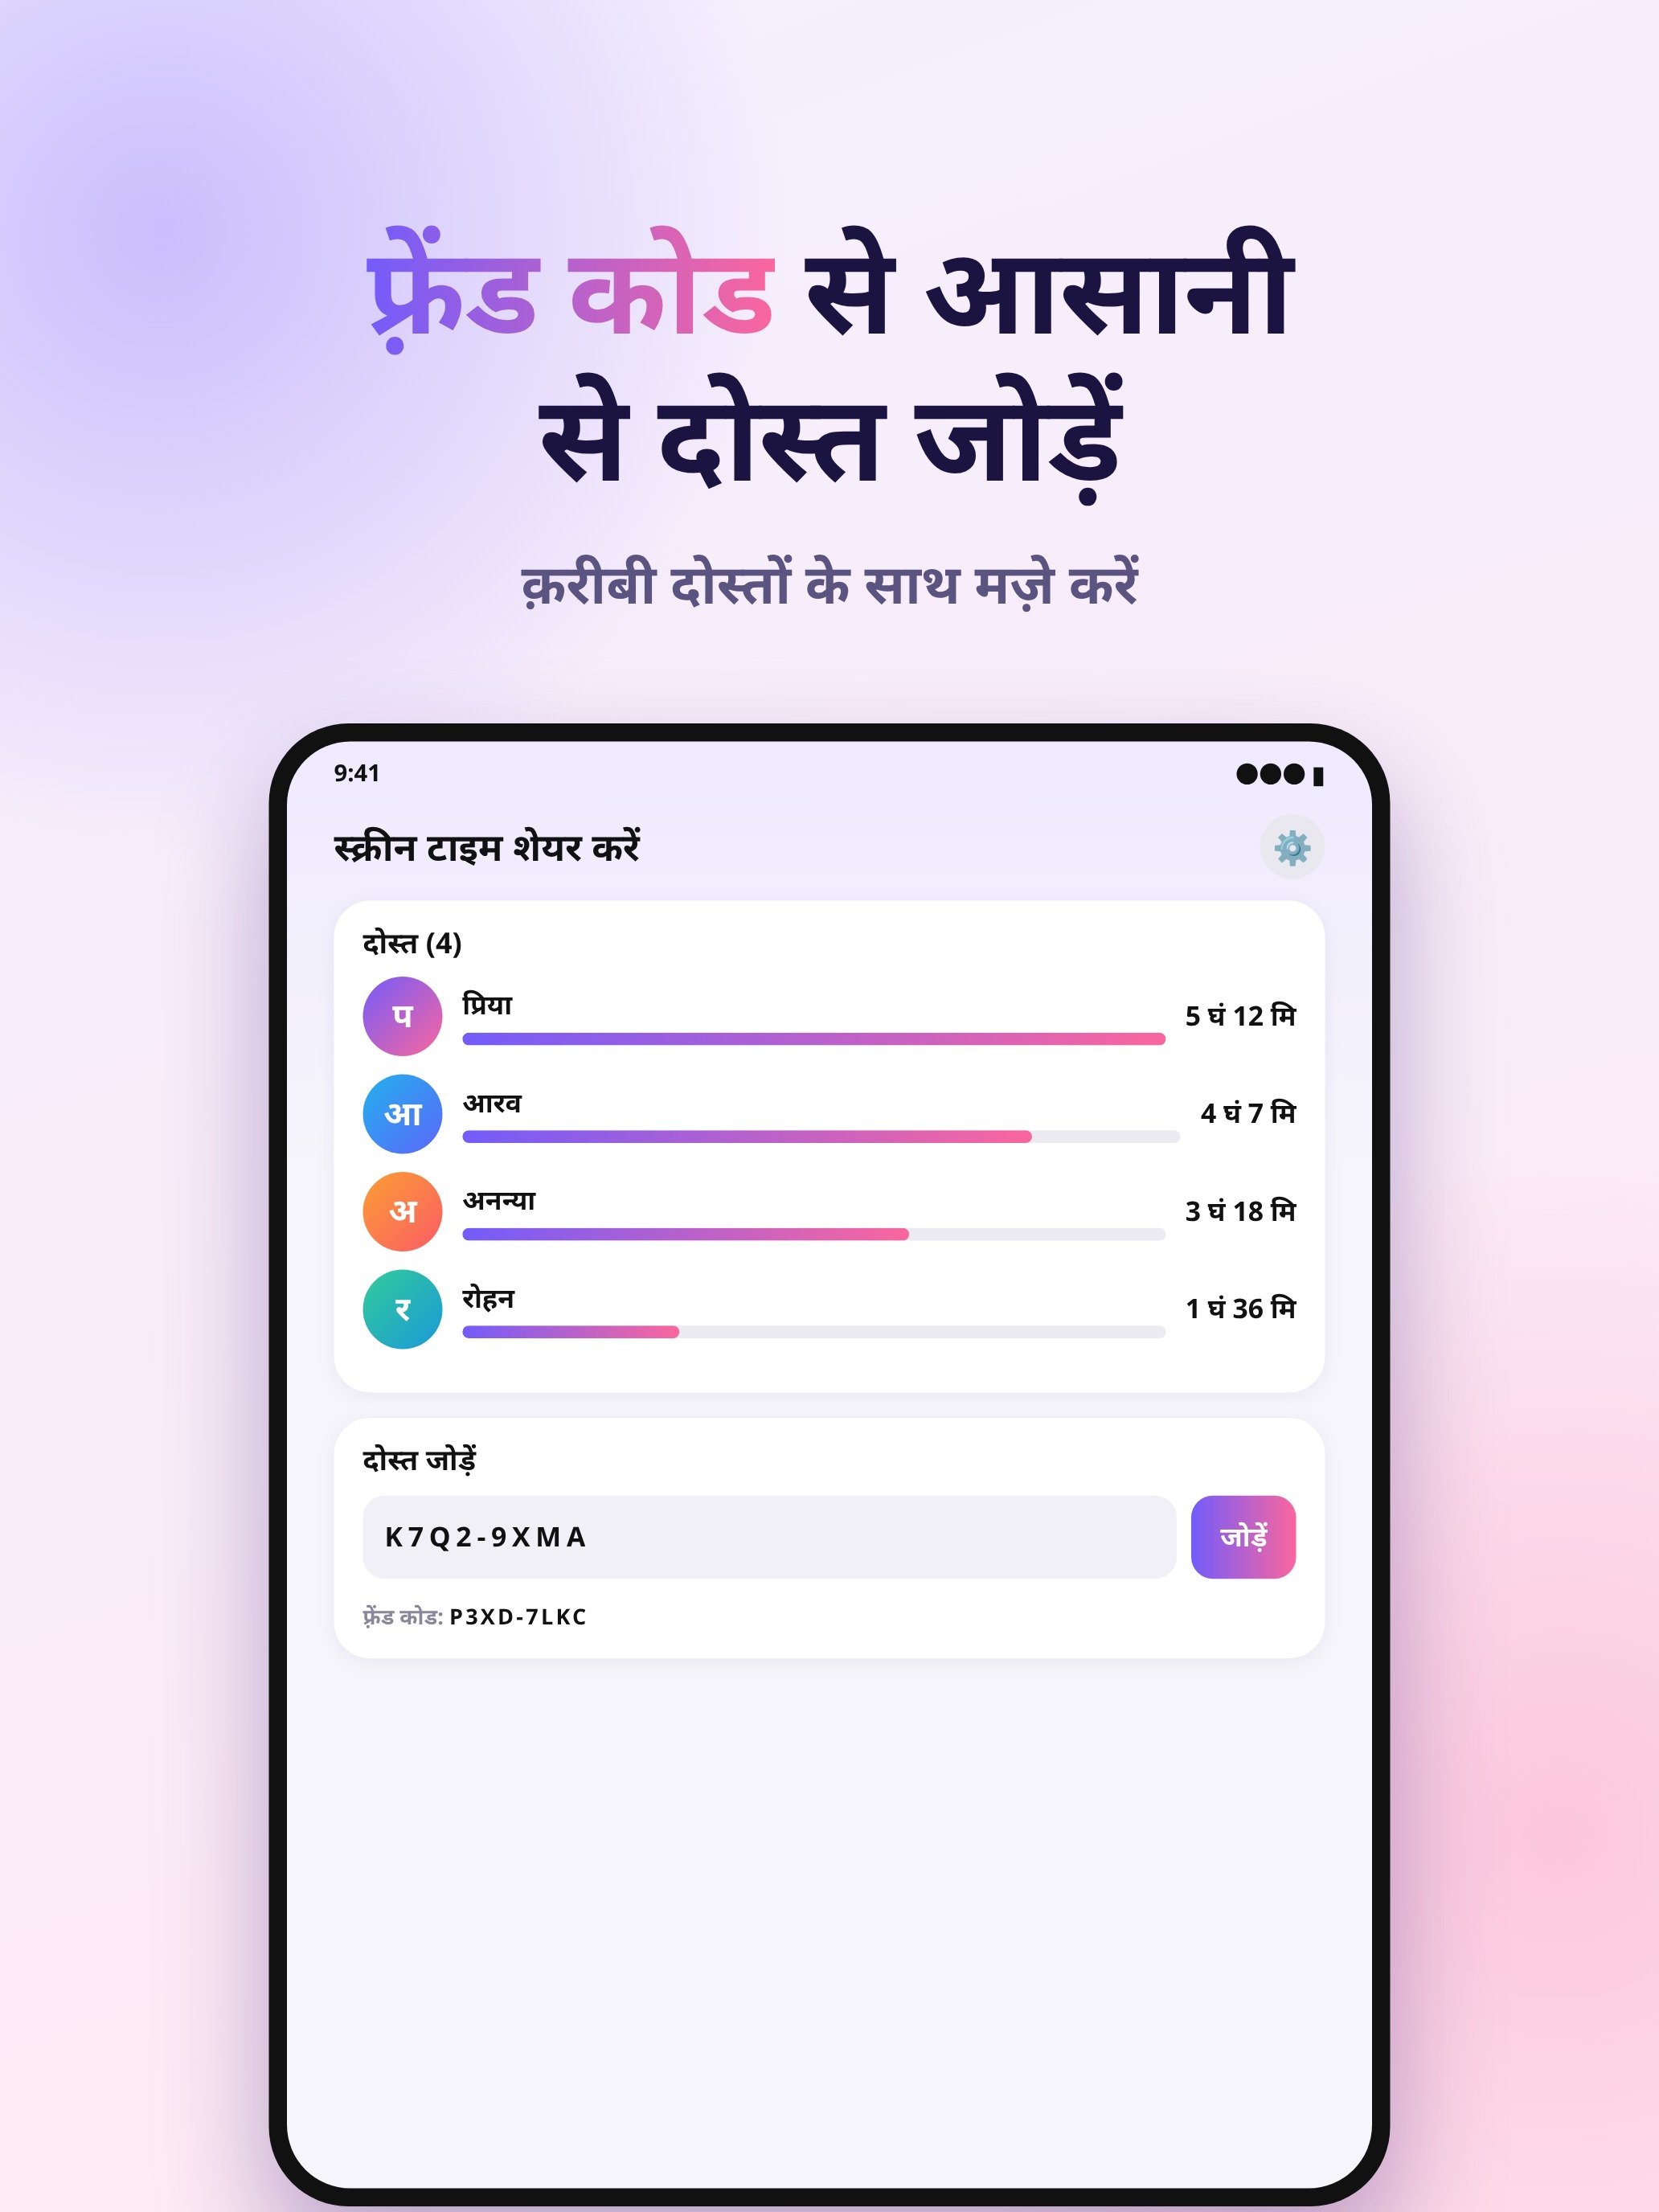 फ़्रेंड कोड से आसानी
से दोस्त जोड़ें
क़रीबी दोस्तों के साथ मज़े करें
9:41
स्क्रीन टाइम शेयर करें
दोस्त (4)
प
प्रिया
5 घं 12 मि
आ
आरव
4 घं 7 मि
अ
अनन्या
3 घं 18 मि
र
रोहन
1 घं 36 मि
दोस्त जोड़ें
K7Q2-9XMA
जोड़ें
फ़्रेंड कोड: P3XD-7LKC